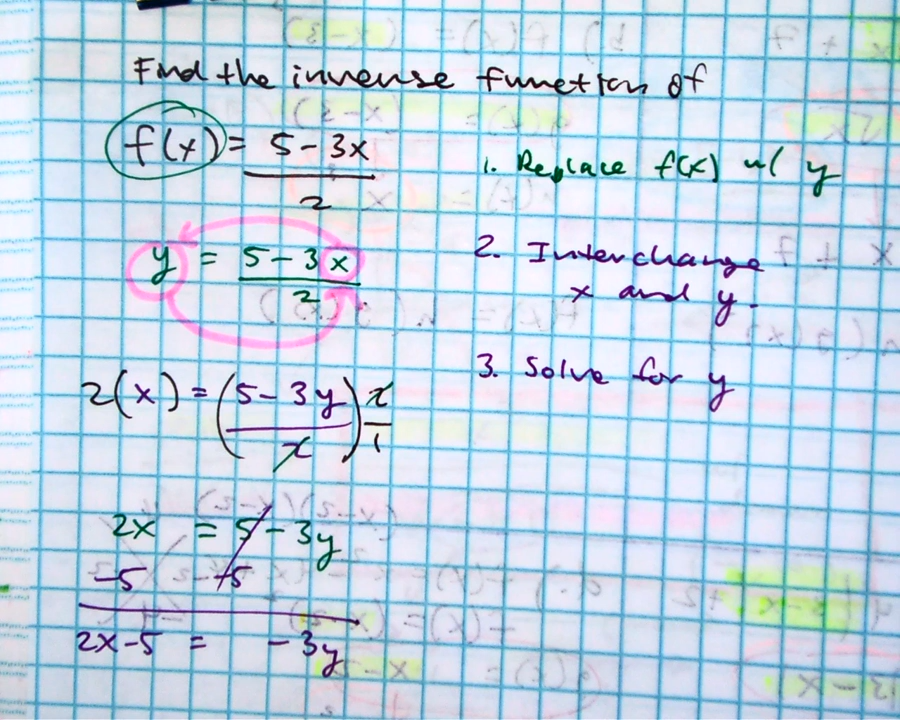 Find the inverse function of
f(x) = 5 - 3x
2
1. Replace f(x) w/ y
y = 5 - 3x
2
2. Interchange
x and y.
3. Solve for y
2(x) = (5 - 3y / 2) 2/1
2x = 5 - 3y
-5 -5
2x - 5 = -3y